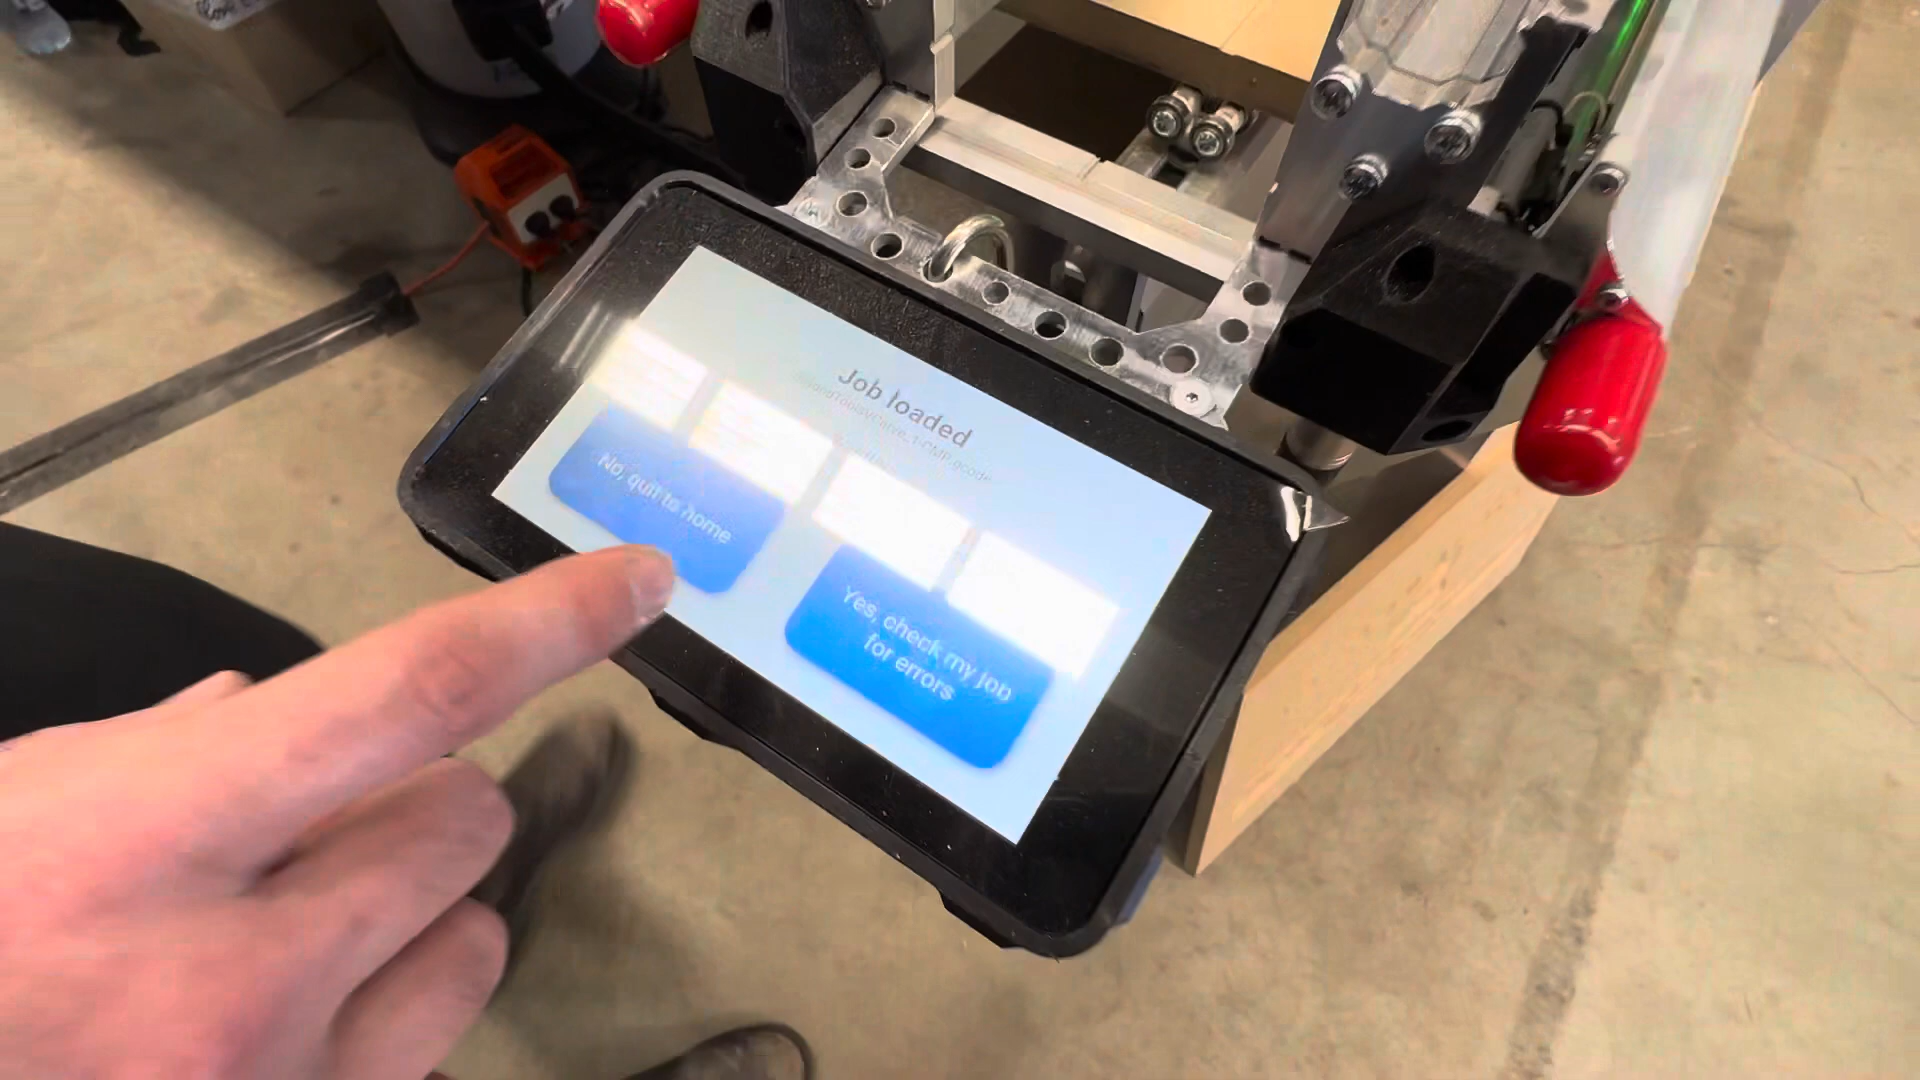 Job loaded
No, quit to home
Yes, check my job
for errors